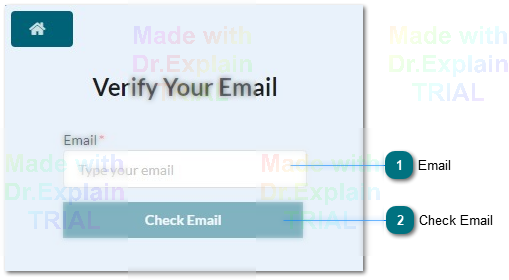 Made with
Dr.Explain
TRIAL
Made with
Dr.Explain
TRIAL
Verify Your Email
Email *
Type your email
1 Email
Made with
Dr.Explain
TRIAL
Made with
Dr.Explain
TRIAL
Check Email
2 Check Email